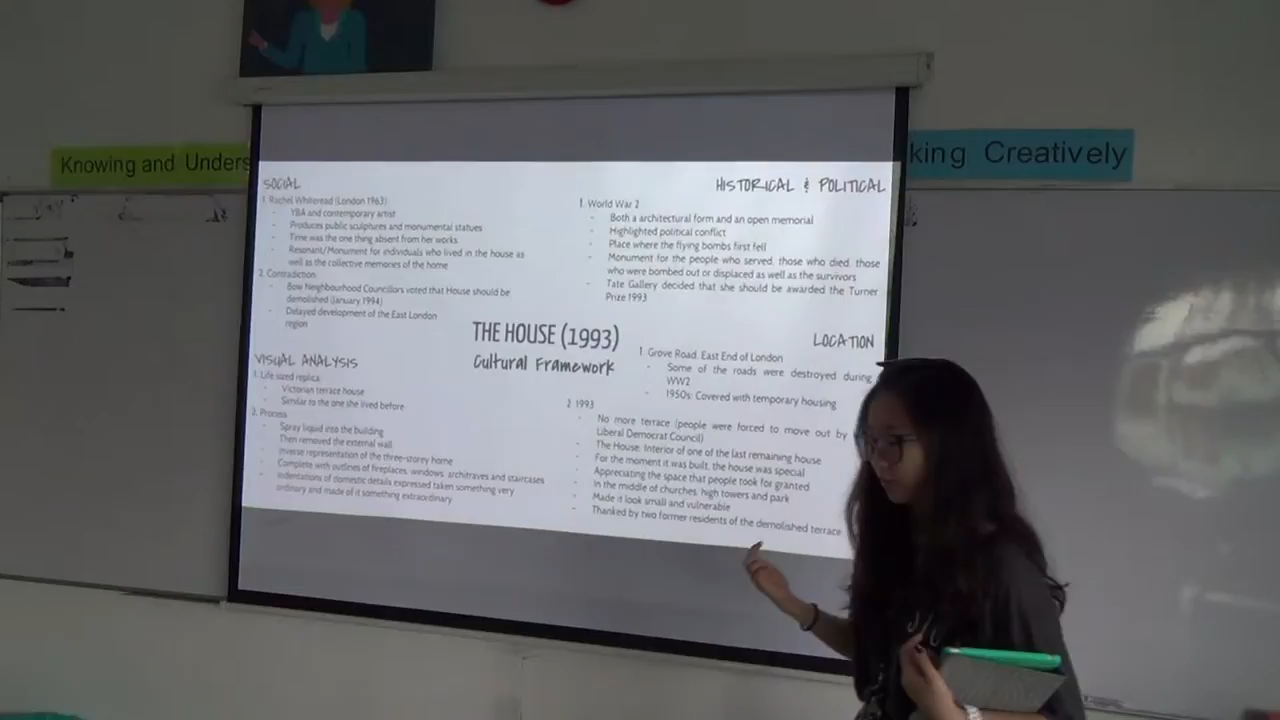 Knowing and Unders
king Creatively
SOCIAL
1. Rachel Whiteread (London 1963)
- YBA and contemporary artist
- Produces public sculptures and monumental statues
- Time was the one thing absent from her works
- Resonant/Monument for individuals who lived in the house as
well as the collective memories of the home
2. Contradiction
- Bow Neighbourhood Councillors voted that House should be
demolished (January 1994)
- Delayed development of the East London
region
HISTORICAL & POLITICAL
1. World War 2
- Both a architectural form and an open memorial
- Highlighted political conflict
- Place where the flying bombs first fell
- Monument for the people who served, those who died, those
who were bombed out or displaced as well as the survivors
- Tate Gallery decided that she should be awarded the Turner
Prize 1993
THE HOUSE (1993)
Cultural Framework
VISUAL ANALYSIS
1. Life sized replica
- Victorian terrace house
- Similar to the one she lived before
2. Process
- Spray liquid into the building
- Then removed the external wall
- Inverse representation of the three-storey home
- Complete with outlines of fireplaces, windows, architraves and staircases
- Indentations of domestic details expressed taken something very
ordinary and made of it something extraordinary
LOCATION
1. Grove Road, East End of London
- Some of the roads were destroyed during
WW2
- 1950s: Covered with temporary housing
2. 1993
- No more terrace (people were forced to move out by
Liberal Democrat Council)
- The House: Interior of one of the last remaining house
- For the moment it was built, the house was special
- Appreciating the space that people took for granted
- In the middle of churches, high towers and park
- Made it look small and vulnerable
- Thanked by two former residents of the demolished terrace